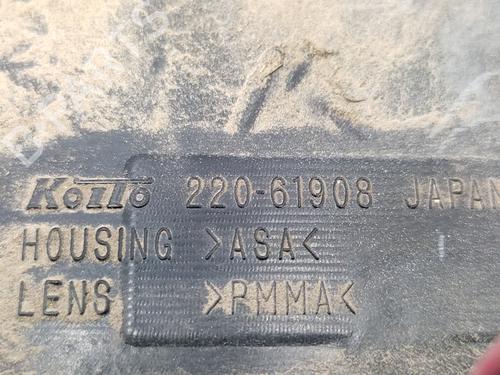 Koito 220-61908 JAPAN
HOUSING >ASA<
LENS >PMMA<